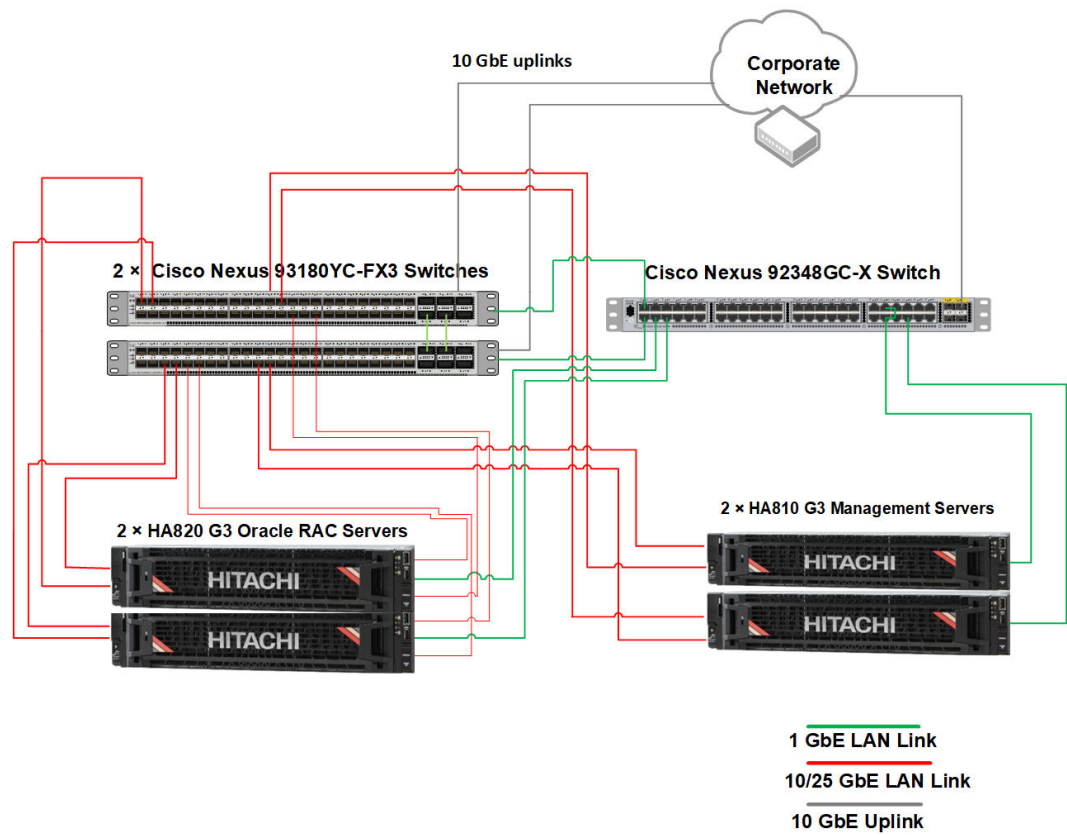 10 GbE uplinks
Corporate
Network
2 × Cisco Nexus 93180YC-FX3 Switches
Cisco Nexus 92348GC-X Switch
2 × HA820 G3 Oracle RAC Servers
2 × HA810 G3 Management Servers
HITACHI
HITACHI
HITACHI
HITACHI
1 GbE LAN Link
10/25 GbE LAN Link
10 GbE Uplink